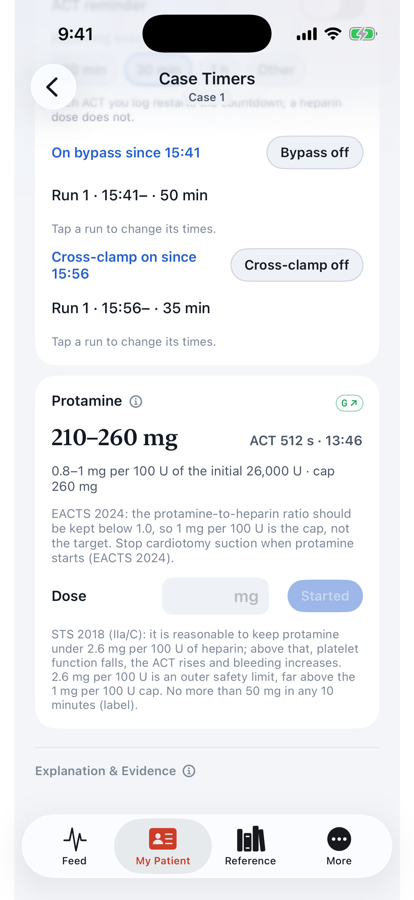 9:41
ACT reminder
Case Timers
Case 1
dose does not.
On bypass since 15:41
Bypass off
Run 1 · 15:41– · 50 min
Tap a run to change its times.
Cross-clamp on since
15:56
Cross-clamp off
Run 1 · 15:56– · 35 min
Tap a run to change its times.
Protamine
G↗
210–260 mg
ACT 512 s · 13:46
0.8–1 mg per 100 U of the initial 26,000 U · cap
260 mg
EACTS 2024: the protamine-to-heparin ratio should
be kept below 1.0, so 1 mg per 100 U is the cap, not
the target. Stop cardiotomy suction when protamine
starts (EACTS 2024).
Dose
mg
Started
STS 2018 (IIa/C): it is reasonable to keep protamine
under 2.6 mg per 100 U of heparin; above that, platelet
function falls, the ACT rises and bleeding increases.
2.6 mg per 100 U is an outer safety limit, far above the
1 mg per 100 U cap. No more than 50 mg in any 10
minutes (label).
Explanation & Evidence
Feed
My Patient
Reference
More